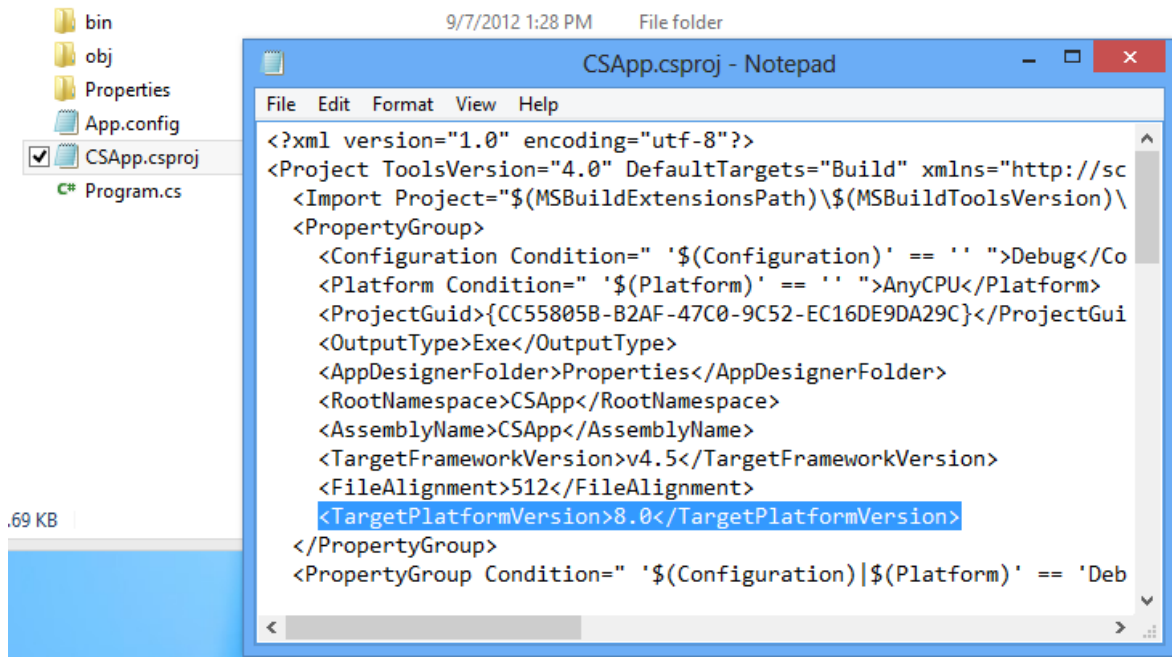 bin 9/7/2012 1:28 PM File folder
obj
Properties
App.config
CSApp.csproj
C# Program.cs
.69 KB
CSApp.csproj - Notepad
File Edit Format View Help
<?xml version="1.0" encoding="utf-8"?>
<Project ToolsVersion="4.0" DefaultTargets="Build" xmlns="http://sc
<Import Project="$(MSBuildExtensionsPath)\$(MSBuildToolsVersion)\
<PropertyGroup>
<Configuration Condition=" '$(Configuration)' == '' ">Debug</Co
<Platform Condition=" '$(Platform)' == '' ">AnyCPU</Platform>
<ProjectGuid>{CC55805B-B2AF-47C0-9C52-EC16DE9DA29C}</ProjectGui
<OutputType>Exe</OutputType>
<AppDesignerFolder>Properties</AppDesignerFolder>
<RootNamespace>CSApp</RootNamespace>
<AssemblyName>CSApp</AssemblyName>
<TargetFrameworkVersion>v4.5</TargetFrameworkVersion>
<FileAlignment>512</FileAlignment>
<TargetPlatformVersion>8.0</TargetPlatformVersion>
</PropertyGroup>
<PropertyGroup Condition=" '$(Configuration)|$(Platform)' == 'Deb